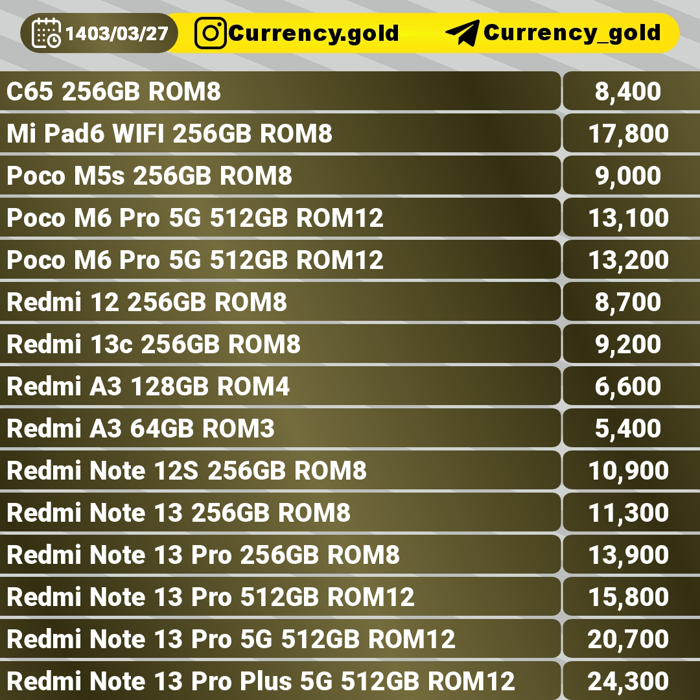 1403/03/27 Currency.gold Currency_gold
C65 256GB ROM8 8,400
Mi Pad6 WIFI 256GB ROM8 17,800
Poco M5s 256GB ROM8 9,000
Poco M6 Pro 5G 512GB ROM12 13,100
Poco M6 Pro 5G 512GB ROM12 13,200
Redmi 12 256GB ROM8 8,700
Redmi 13c 256GB ROM8 9,200
Redmi A3 128GB ROM4 6,600
Redmi A3 64GB ROM3 5,400
Redmi Note 12S 256GB ROM8 10,900
Redmi Note 13 256GB ROM8 11,300
Redmi Note 13 Pro 256GB ROM8 13,900
Redmi Note 13 Pro 512GB ROM12 15,800
Redmi Note 13 Pro 5G 512GB ROM12 20,700
Redmi Note 13 Pro Plus 5G 512GB ROM12 24,300